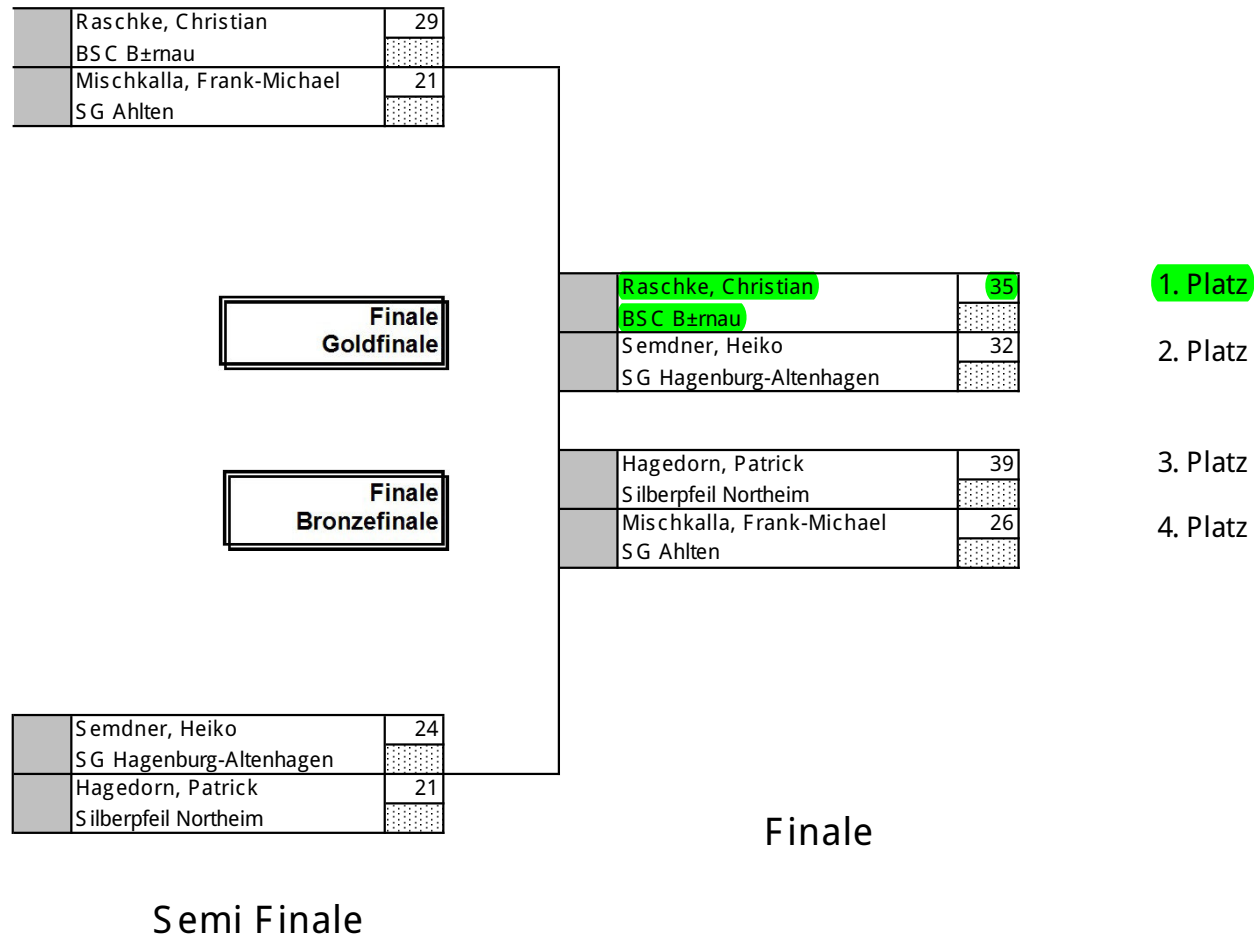 Raschke, Christian 29
BSC B±rnau
Mischkalla, Frank-Michael 21
SG Ahlten
Finale
Goldfinale
Raschke, Christian 35 1. Platz
BSC B±rnau
Semdner, Heiko 32 2. Platz
SG Hagenburg-Altenhagen
Finale
Bronzefinale
Hagedorn, Patrick 39 3. Platz
Silberpfeil Northeim
Mischkalla, Frank-Michael 26 4. Platz
SG Ahlten
Semdner, Heiko 24
SG Hagenburg-Altenhagen
Hagedorn, Patrick 21
Silberpfeil Northeim
Finale
Semi Finale